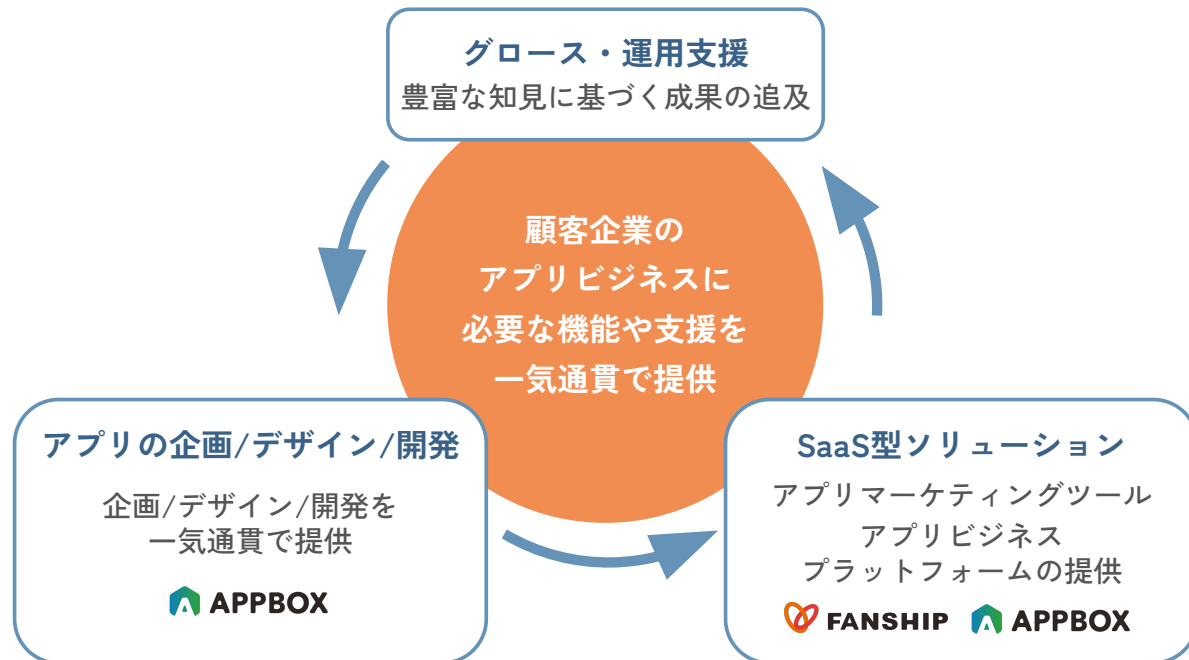 グロース・運用支援
豊富な知見に基づく成果の追及
顧客企業の
アプリビジネスに
必要な機能や支援を
一気通貫で提供
アプリの企画/デザイン/開発
企画/デザイン/開発を
一気通貫で提供
APPBOX
SaaS型ソリューション
アプリマーケティングツール
アプリビジネス
プラットフォームの提供
FANSHIP APPBOX